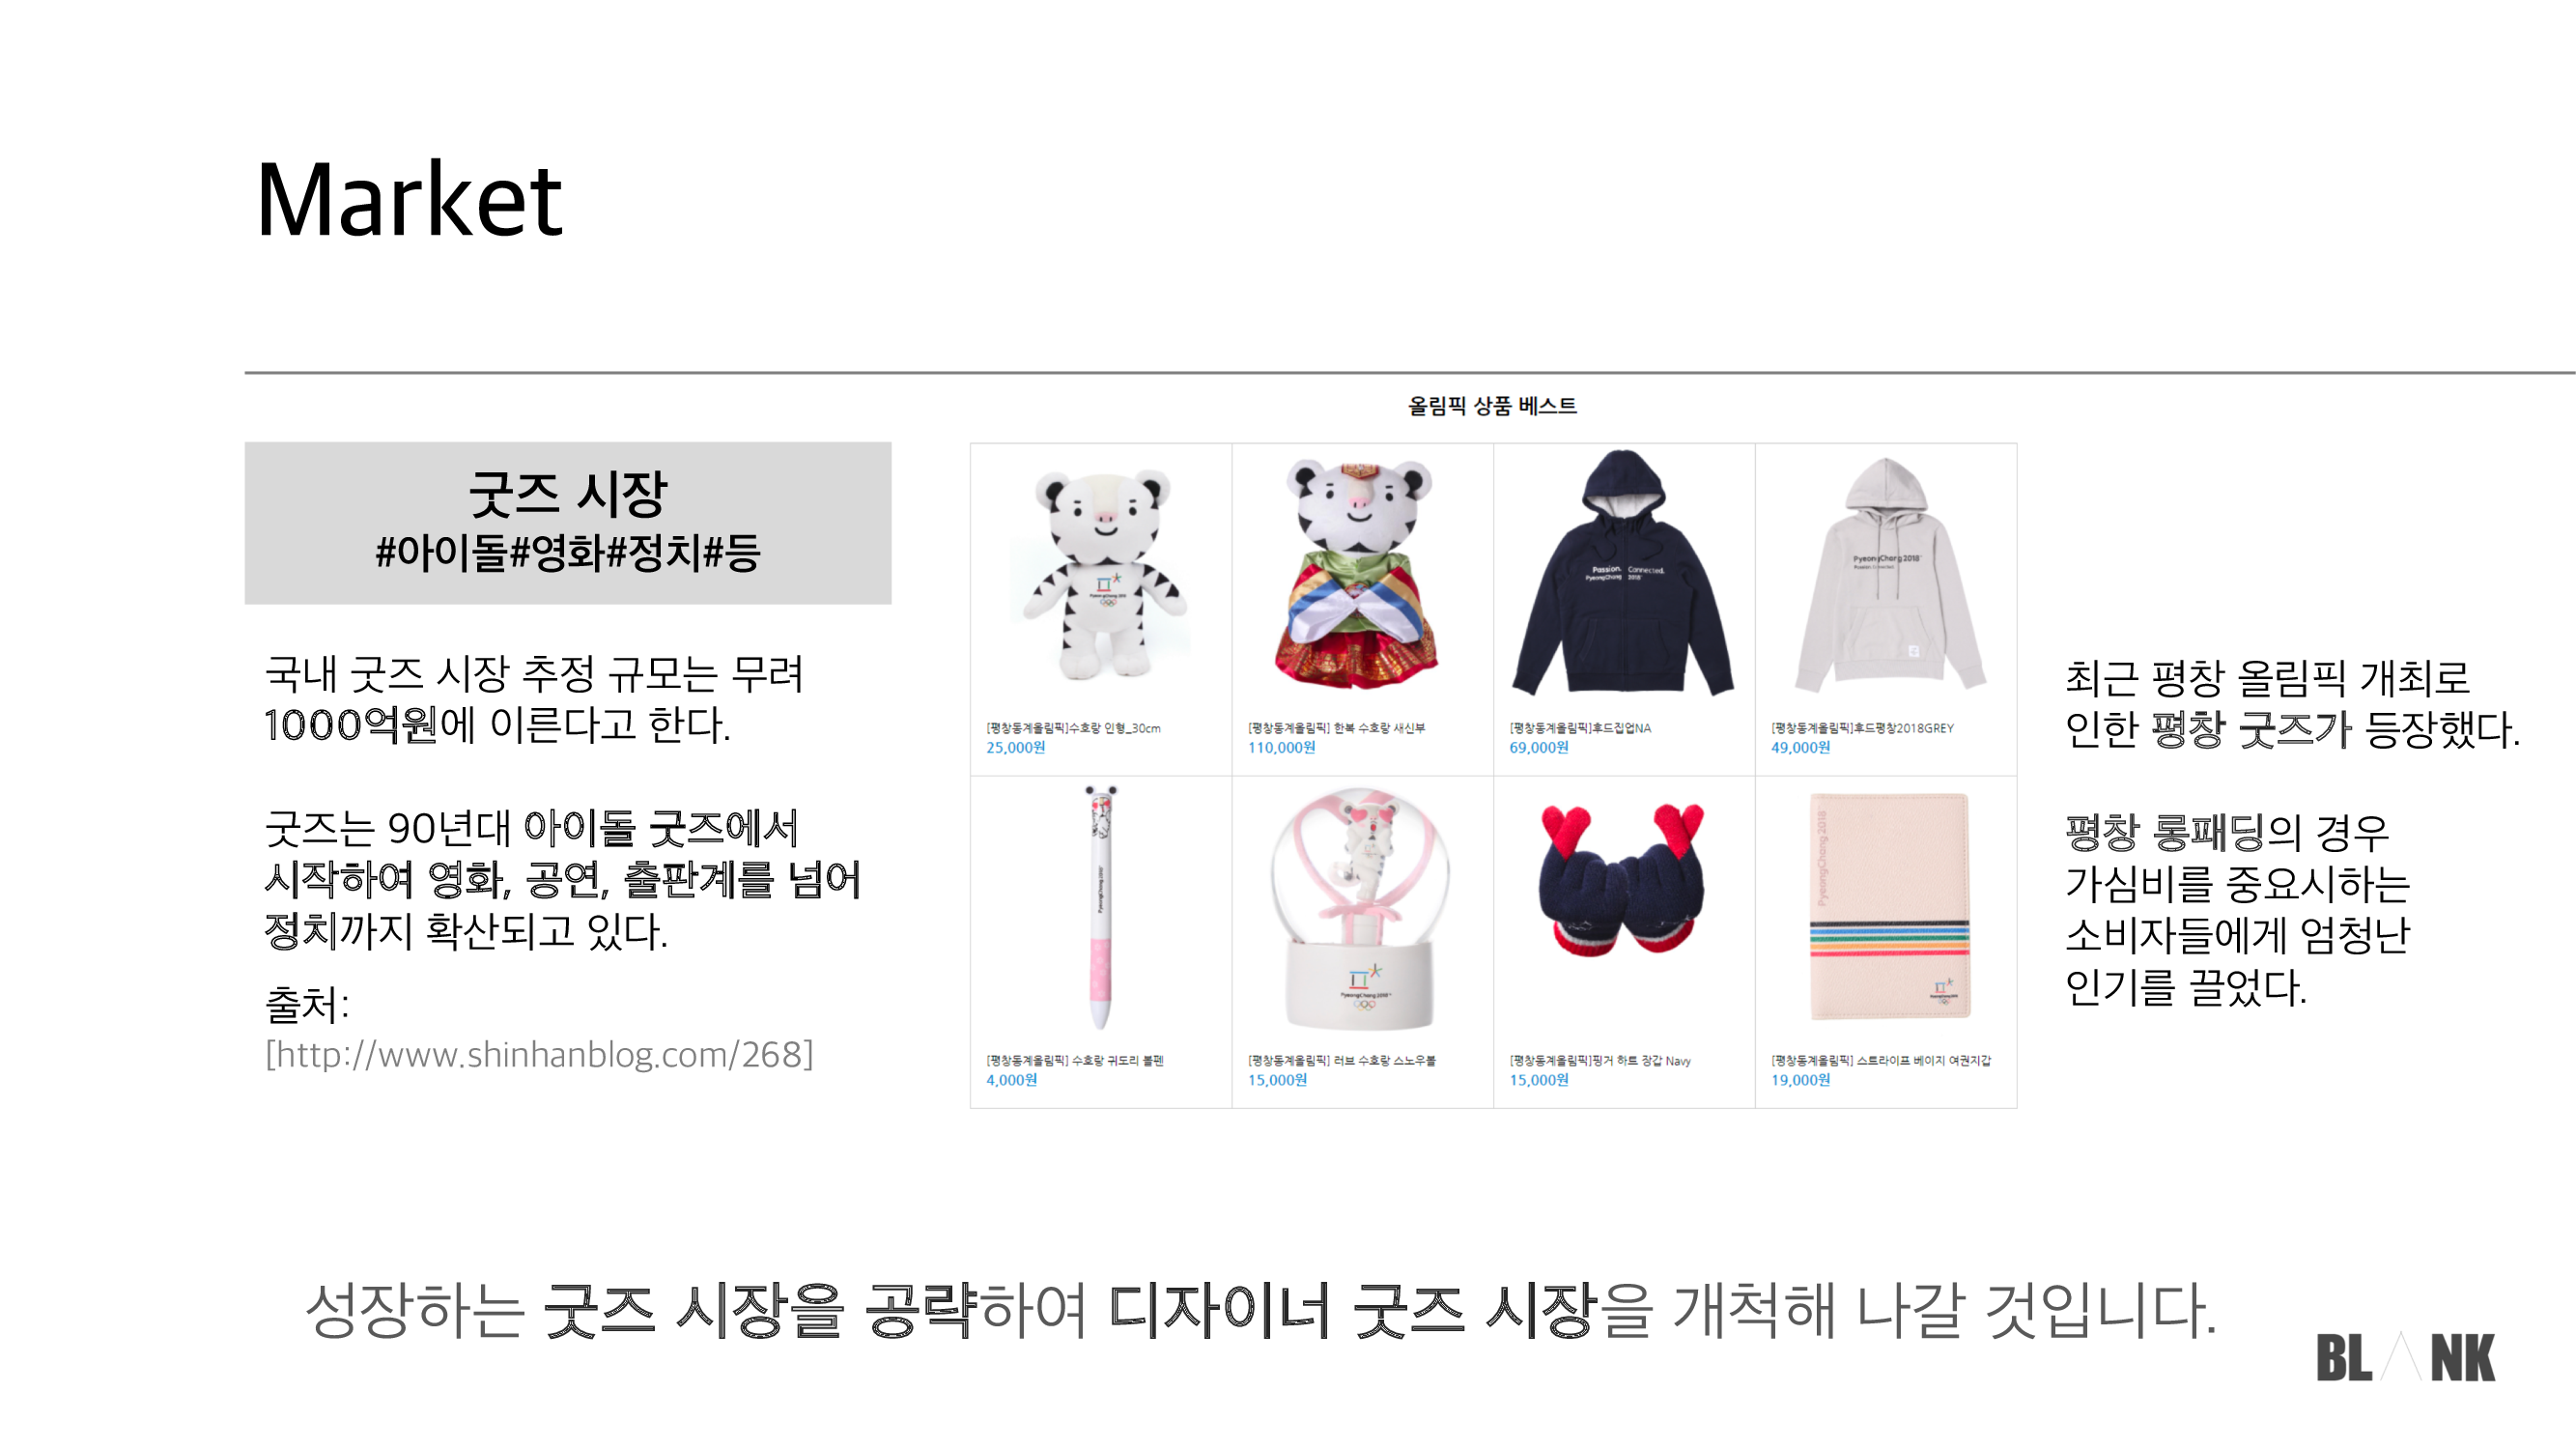 Market
굿즈 시장
#아이돌#영화#정치#등
국내 굿즈 시장 추정 규모는 무려
1000억원에 이른다고 한다.
굿즈는 90년대 아이돌 굿즈에서
시작하여 영화, 공연, 출판계를 넘어
정치까지 확산되고 있다.
출처:
[http://www.shinhanblog.com/268]
올림픽 상품 베스트
PyeongChang 2018
Passion. Connected.
PyeongChang 2018
PyeongChang 2018
[평창동계올림픽]수호랑 인형_30cm
25,000원
[평창동계올림픽] 한복 수호랑 새신부
110,000원
[평창동계올림픽]후드집업NA
69,000원
[평창동계올림픽]후드평창2018GREY
49,000원
PyeongChang 2018
PyeongChang 2018
PyeongChang 2018
[평창동계올림픽] 수호랑 귀도리 볼펜
4,000원
[평창동계올림픽] 러브 수호랑 스노우볼
15,000원
[평창동계올림픽]핑거 하트 장갑 Navy
15,000원
[평창동계올림픽] 스트라이프 베이지 여권지갑
19,000원
최근 평창 올림픽 개최로
인한 평창 굿즈가 등장했다.
평창 롱패딩의 경우
가심비를 중요시하는
소비자들에게 엄청난
인기를 끌었다.
성장하는 굿즈 시장을 공략하여 디자이너 굿즈 시장을 개척해 나갈 것입니다.
BLANK